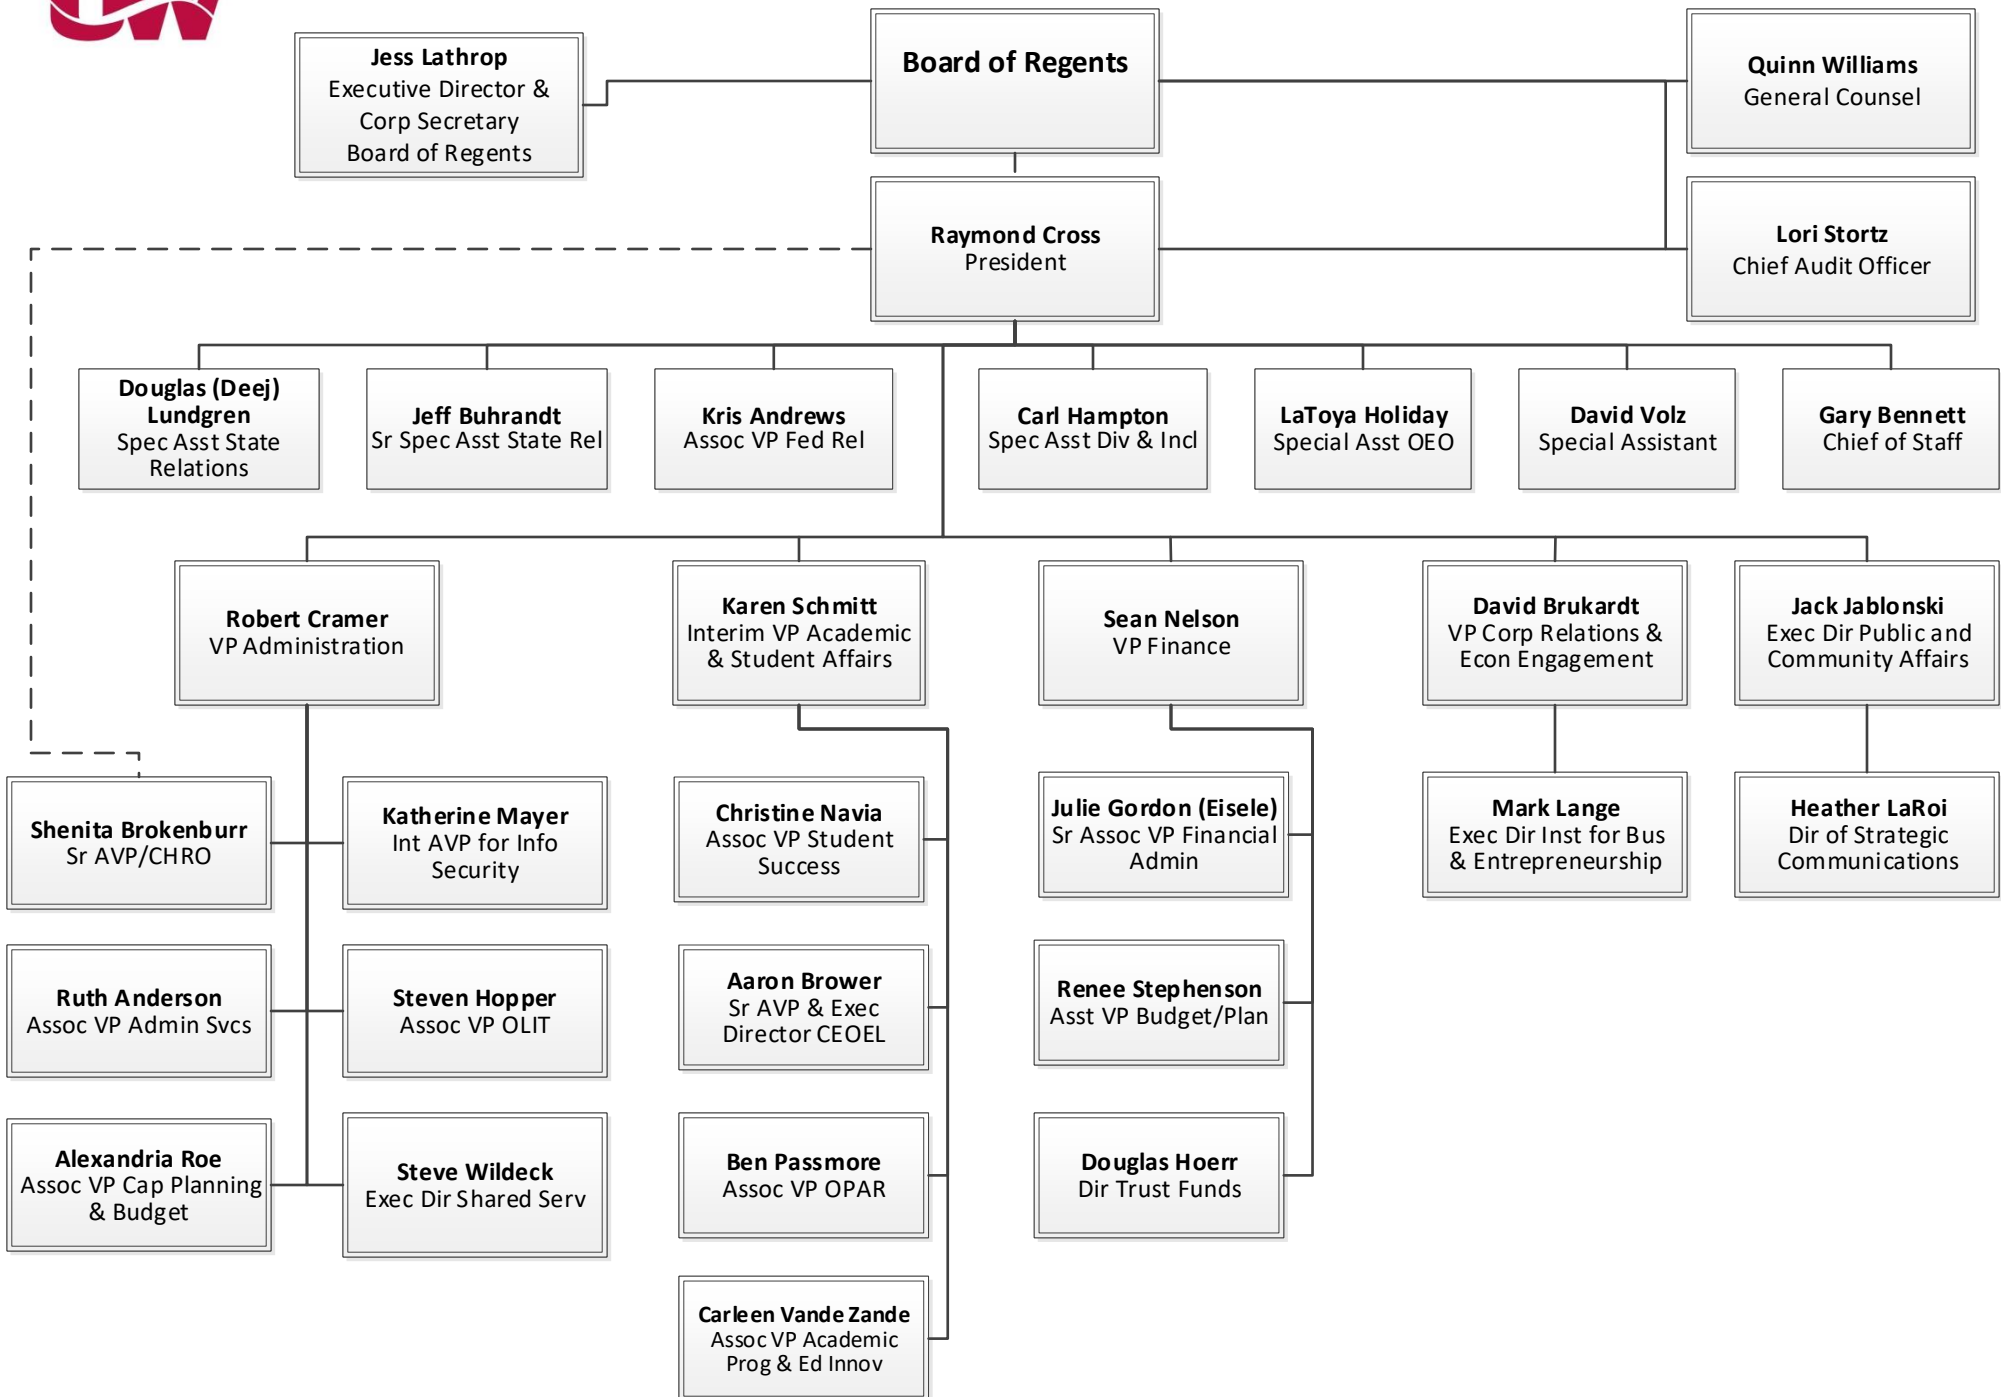 Jess Lathrop
Executive Director &
Corp Secretary
Board of Regents
Board of Regents
Quinn Williams
General Counsel
Raymond Cross
President
Lori Stortz
Chief Audit Officer
Douglas (Deej)
Lundgren
Spec Asst State
Relations
Jeff Buhrandt
Sr Spec Asst State Rel
Kris Andrews
Assoc VP Fed Rel
Carl Hampton
Spec Asst Div & Incl
LaToya Holiday
Special Asst OEO
David Volz
Special Assistant
Gary Bennett
Chief of Staff
Robert Cramer
VP Administration
Karen Schmitt
Interim VP Academic
& Student Affairs
Sean Nelson
VP Finance
David Brukardt
VP Corp Relations &
Econ Engagement
Jack Jablonski
Exec Dir Public and
Community Affairs
Shenita Brokenburr
Sr AVP/CHRO
Katherine Mayer
Int AVP for Info
Security
Christine Navia
Assoc VP Student
Success
Julie Gordon (Eisele)
Sr Assoc VP Financial
Admin
Mark Lange
Exec Dir Inst for Bus
& Entrepreneurship
Heather LaRoi
Dir of Strategic
Communications
Ruth Anderson
Assoc VP Admin Svcs
Steven Hopper
Assoc VP OLIT
Aaron Brower
Sr AVP & Exec
Director CEOEL
Renee Stephenson
Asst VP Budget/Plan
Alexandria Roe
Assoc VP Cap Planning
& Budget
Steve Wildeck
Exec Dir Shared Serv
Ben Passmore
Assoc VP OPAR
Douglas Hoerr
Dir Trust Funds
Carleen Vande Zande
Assoc VP Academic
Prog & Ed Innov